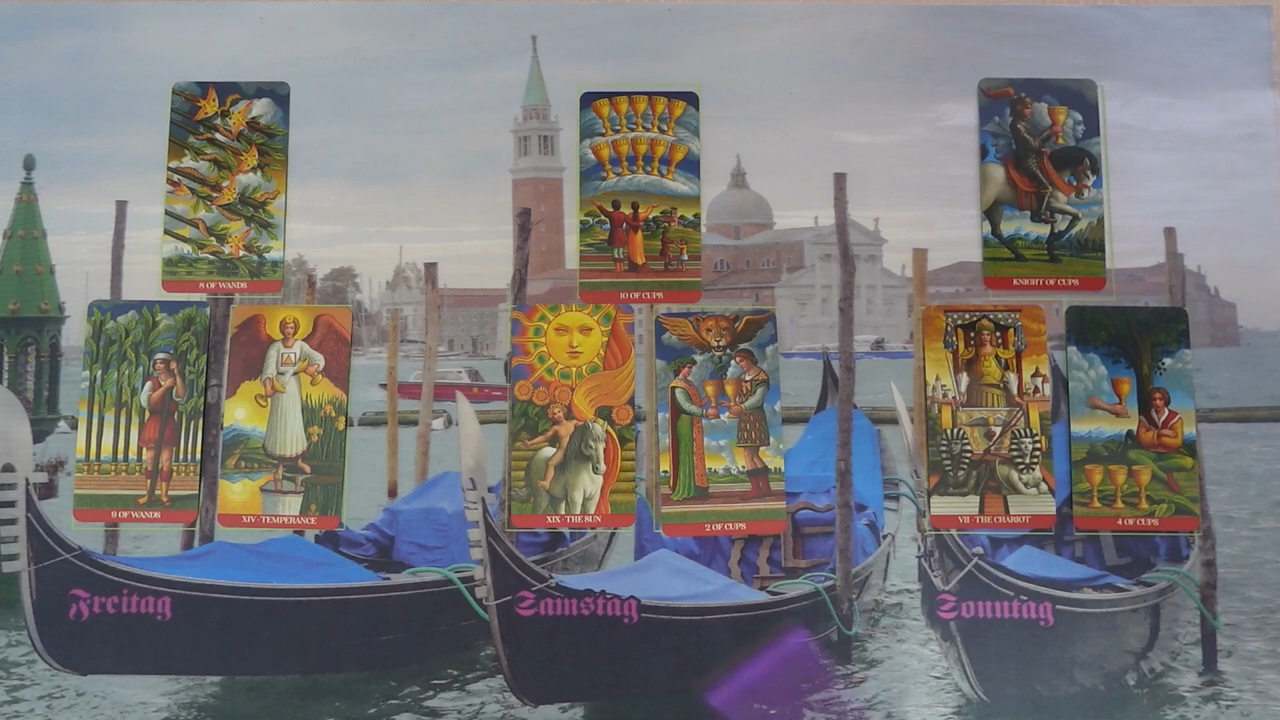 8 OF WANDS
10 OF CUPS
KNIGHT OF CUPS
9 OF WANDS
XIV - TEMPERANCE
XIX - THE SUN
2 OF CUPS
VII - THE CHARIOT
4 OF CUPS
Freitag
Samstag
Sonntag